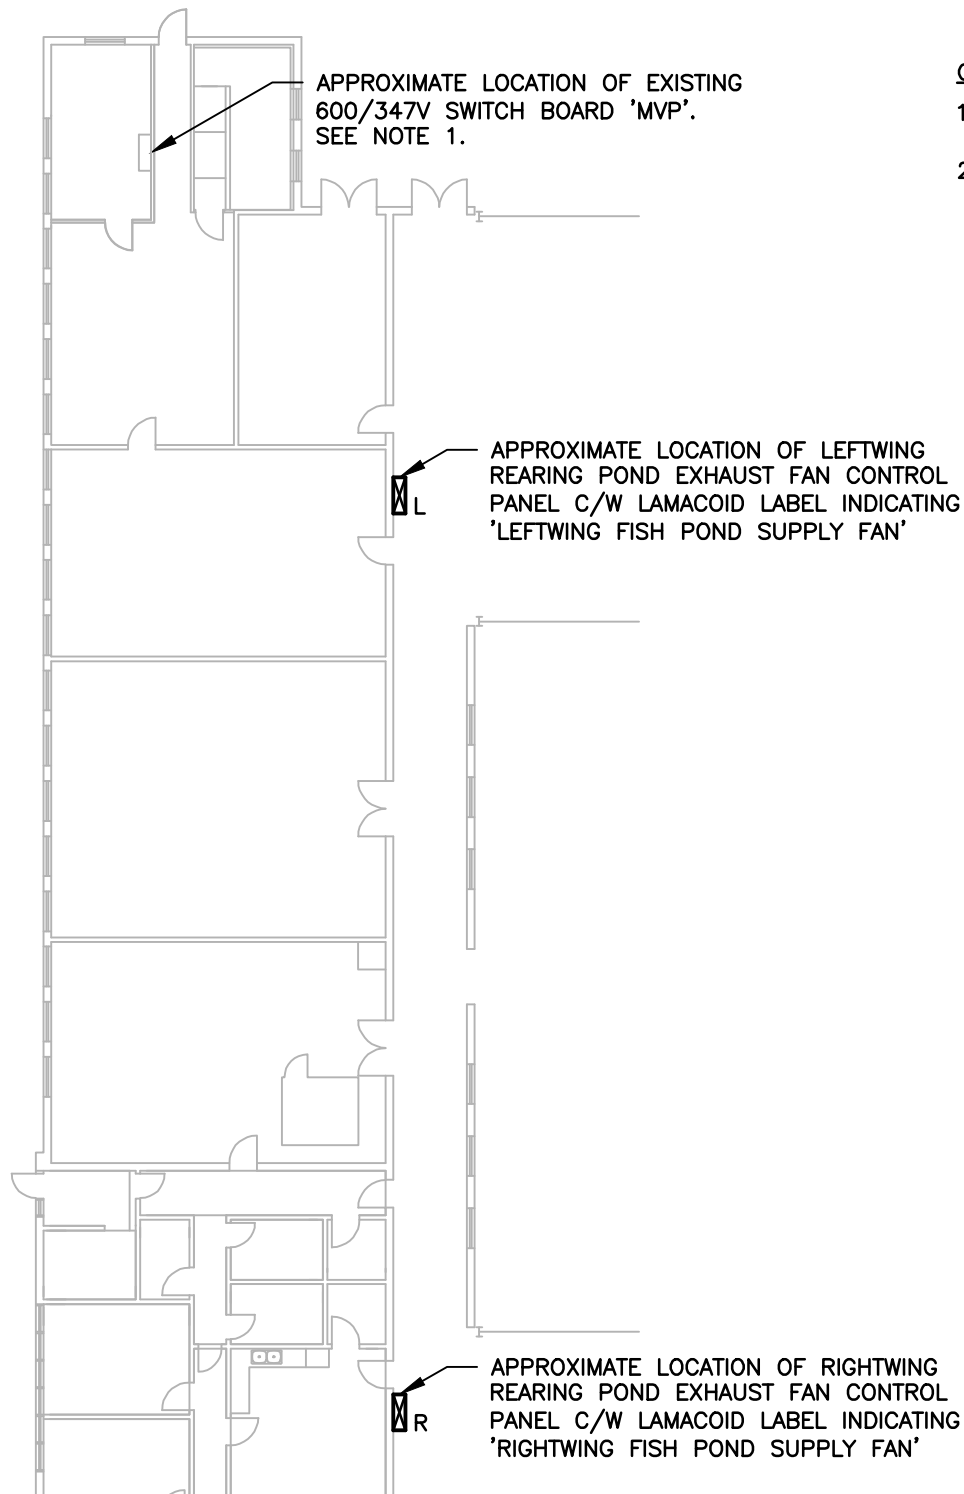 APPROXIMATE LOCATION OF EXISTING
600/347V SWITCH BOARD 'MVP'.
SEE NOTE 1.
1
2
APPROXIMATE LOCATION OF LEFTWING
REARING POND EXHAUST FAN CONTROL
PANEL C/W LAMACOID LABEL INDICATING
'LEFTWING FISH POND SUPPLY FAN'
L
APPROXIMATE LOCATION OF RIGHTWING
REARING POND EXHAUST FAN CONTROL
PANEL C/W LAMACOID LABEL INDICATING
'RIGHTWING FISH POND SUPPLY FAN'
R